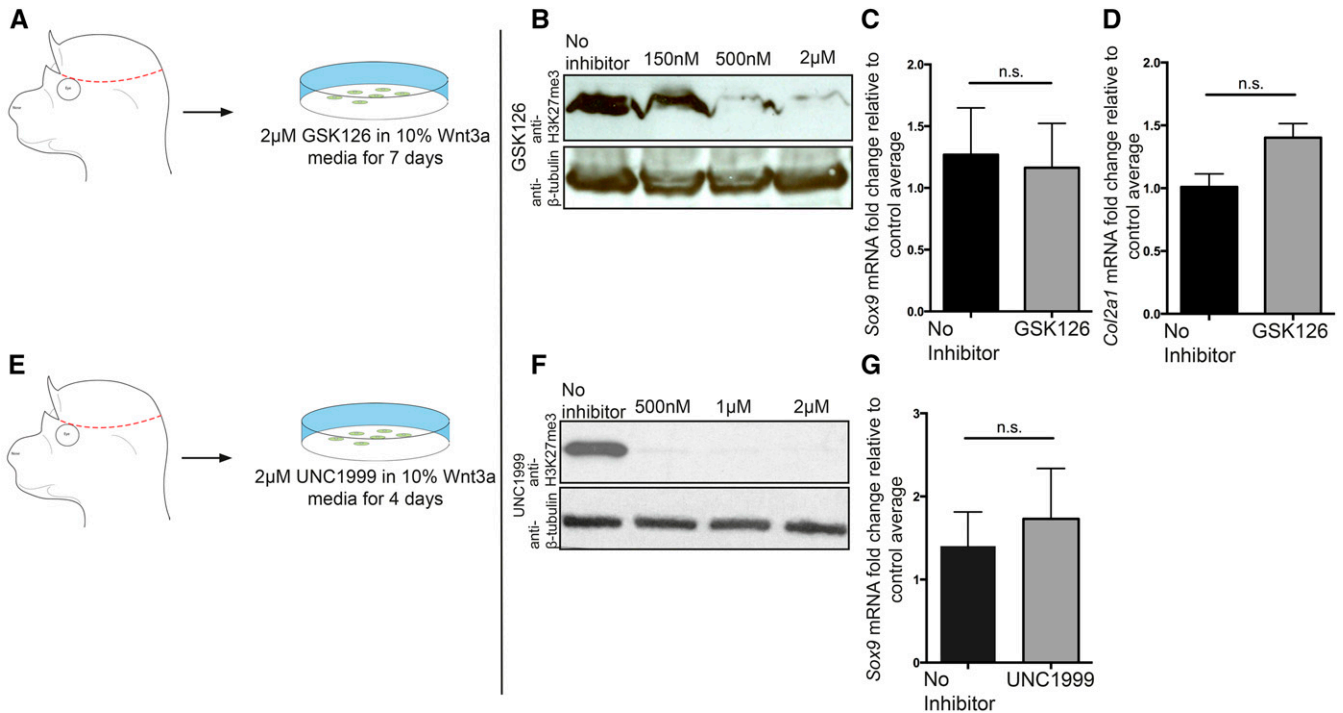 A
Nose
Eye
2µM GSK126 in 10% Wnt3a
media for 7 days
B
No
inhibitor
150nM
500nM
2µM
GSK126
anti-
H3K27me3
anti-
β-tubulin
C
n.s.
2.0
1.5
1.0
0.5
0.0
Sox9 mRNA fold change relative to
control average
No
Inhibitor
GSK126
D
n.s.
2.0
1.5
1.0
0.5
0.0
Col2a1 mRNA fold change relative to
control average
No
Inhibitor
GSK126
E
Nose
Eye
2µM UNC1999 in 10% Wnt3a
media for 4 days
F
No
inhibitor
500nM
1µM
2µM
UNC1999
anti-
H3K27me3
anti-
β-tubulin
G
n.s.
3
2
1
0
Sox9 mRNA fold change relative to
control average
No
Inhibitor
UNC1999